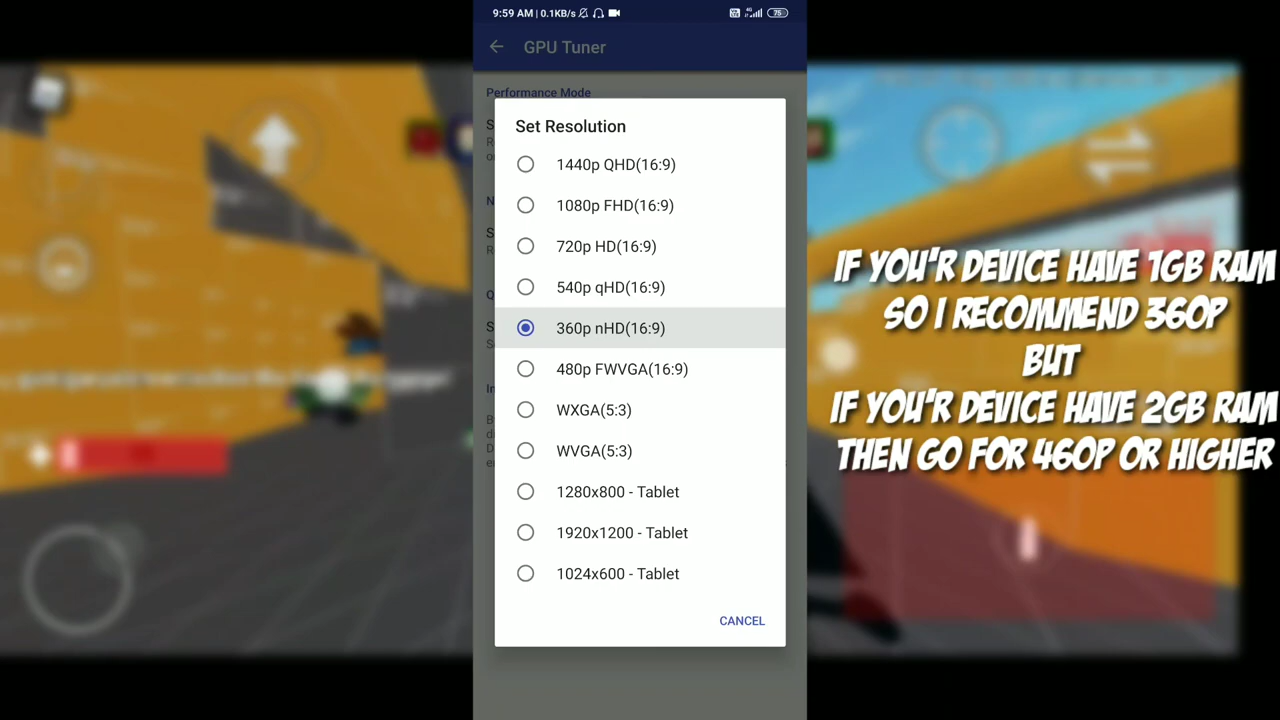 9:59 AM | 0.1KB/s
75
GPU Tuner
Performance Mode
Set Resolution
1440p QHD(16:9)
1080p FHD(16:9)
720p HD(16:9)
540p qHD(16:9)
360p nHD(16:9)
480p FWVGA(16:9)
WXGA(5:3)
WVGA(5:3)
1280x800 - Tablet
1920x1200 - Tablet
1024x600 - Tablet
CANCEL
IF YOU'R DEVICE HAVE 1GB RAM
SO I RECOMMEND 360P
BUT
IF YOU'R DEVICE HAVE 2GB RAM
THEN GO FOR 460P OR HIGHER